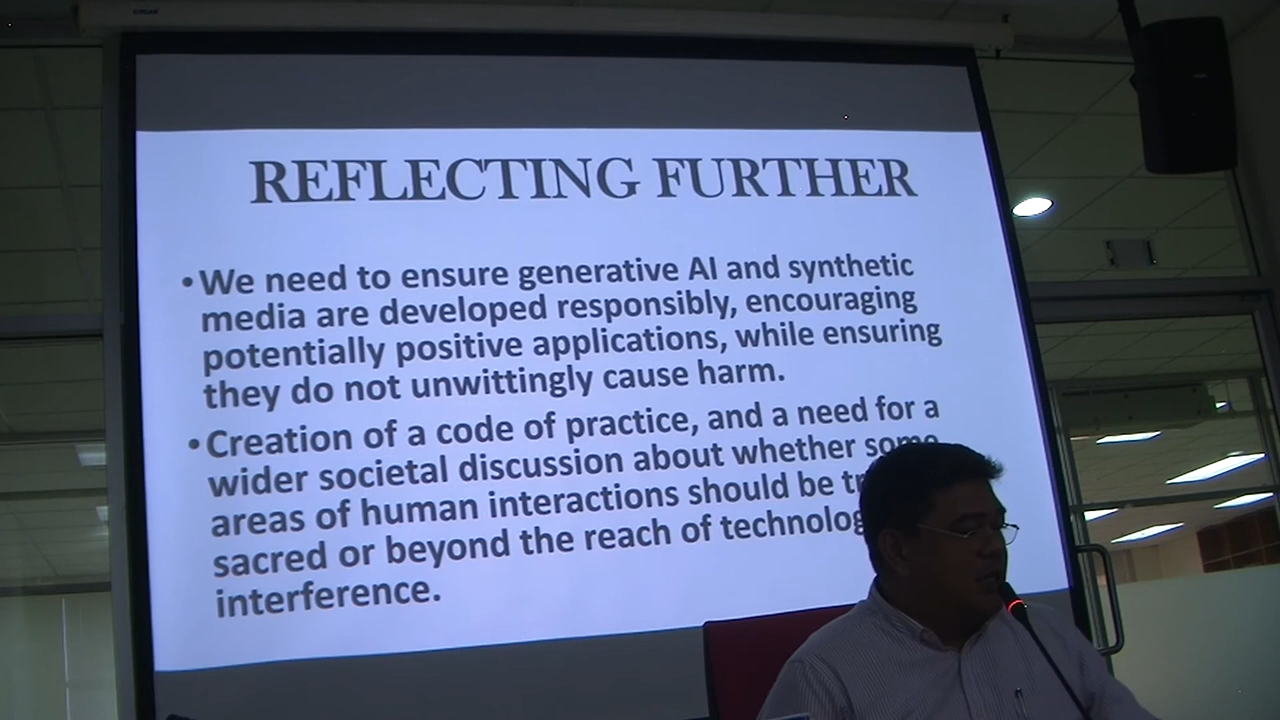 REFLECTING FURTHER
• We need to ensure generative AI and synthetic
media are developed responsibly, encouraging
potentially positive applications, while ensuring
they do not unwittingly cause harm.
• Creation of a code of practice, and a need for a
wider societal discussion about whether some
areas of human interactions should be
sacred or beyond the reach of
interference.